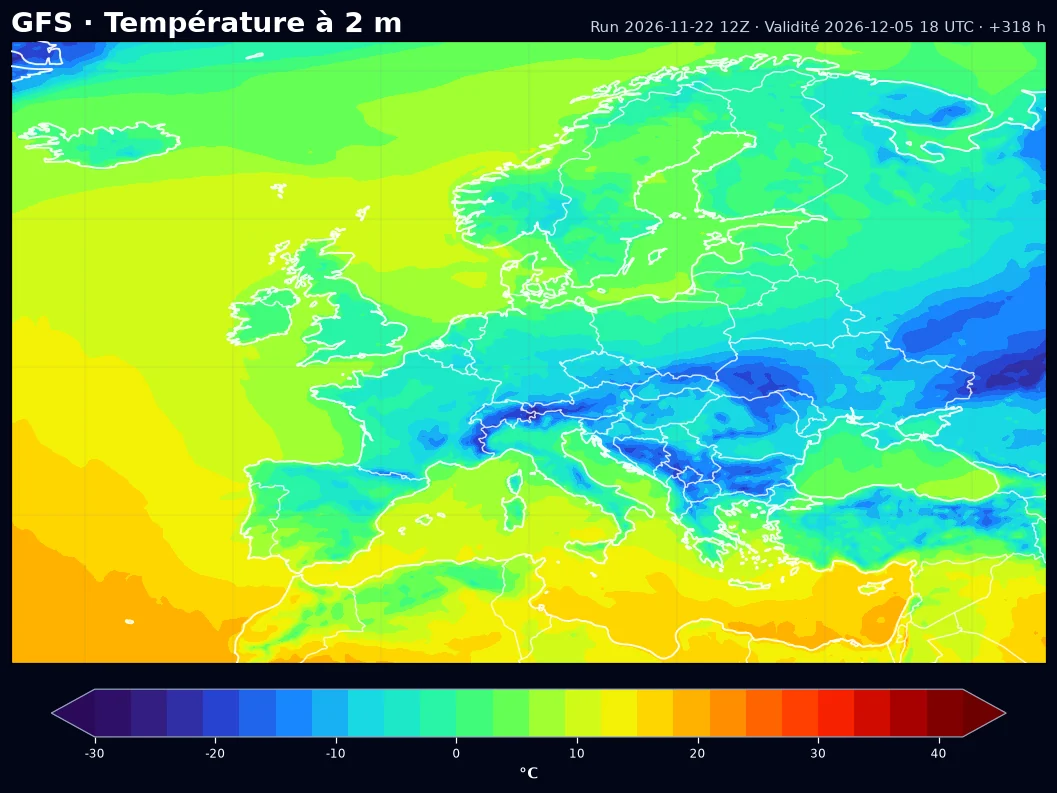 GFS · Température à 2 m
Run 2026-11-22 12Z · Validité 2026-12-05 18 UTC · +318 h
-30 -20 -10 0 10 20 30 40
°C